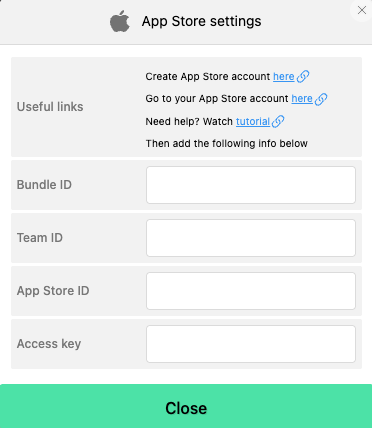 App Store settings
Useful links
Create App Store account here
Go to your App Store account here
Need help? Watch tutorial
Then add the following info below
Bundle ID
Team ID
App Store ID
Access key
Close